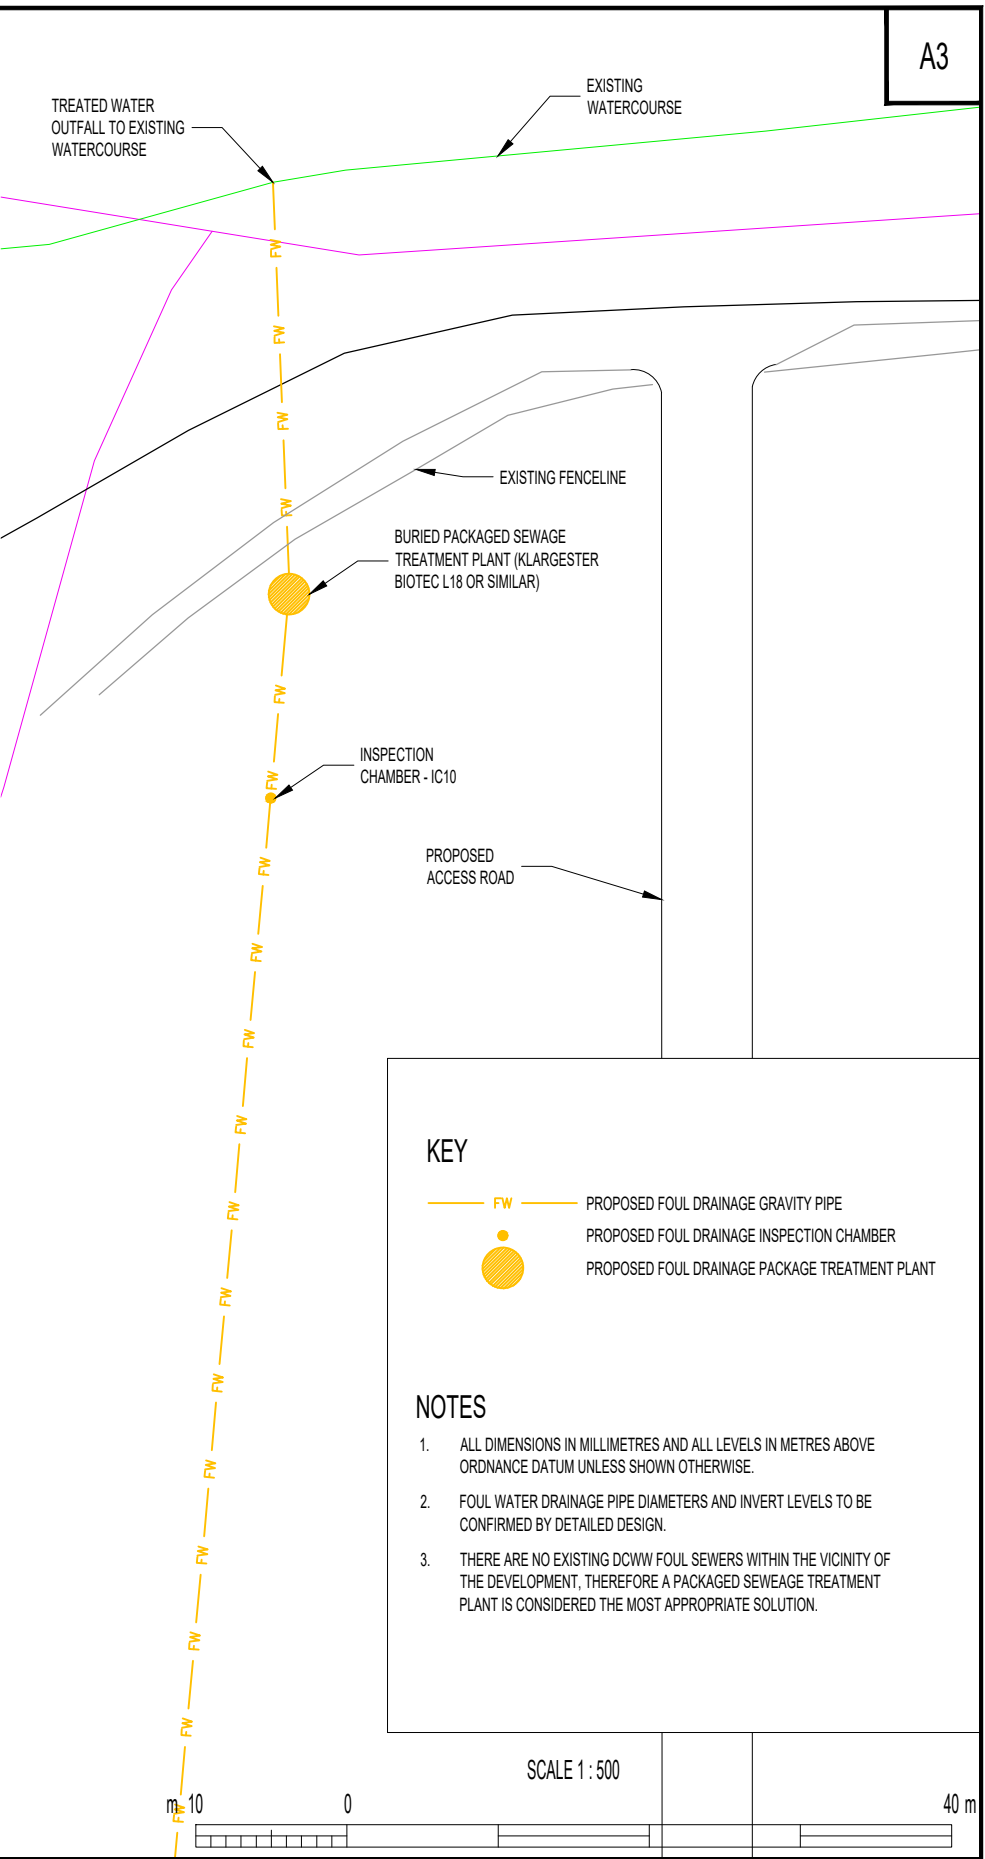 A3
EXISTING
WATERCOURSE
TREATED WATER
OUTFALL TO EXISTING
WATERCOURSE
FW
FW
FW
EXISTING FENCELINE
FW
BURIED PACKAGED SEWAGE
TREATMENT PLANT (KLARGESTER
BIOTEC L18 OR SIMILAR)
FW
INSPECTION
CHAMBER - IC10
FW
PROPOSED
ACCESS ROAD
FW
FW
FW
FW
FW
FW
FW
FW
FW
FW
FW
FW
KEY
FW PROPOSED FOUL DRAINAGE GRAVITY PIPE
PROPOSED FOUL DRAINAGE INSPECTION CHAMBER
PROPOSED FOUL DRAINAGE PACKAGE TREATMENT PLANT
NOTES
1. ALL DIMENSIONS IN MILLIMETRES AND ALL LEVELS IN METRES ABOVE
ORDNANCE DATUM UNLESS SHOWN OTHERWISE.
2. FOUL WATER DRAINAGE PIPE DIAMETERS AND INVERT LEVELS TO BE
CONFIRMED BY DETAILED DESIGN.
3. THERE ARE NO EXISTING DCWW FOUL SEWERS WITHIN THE VICINITY OF
THE DEVELOPMENT, THEREFORE A PACKAGED SEWEAGE TREATMENT
PLANT IS CONSIDERED THE MOST APPROPRIATE SOLUTION.
SCALE 1 : 500
m 10 0 40 m